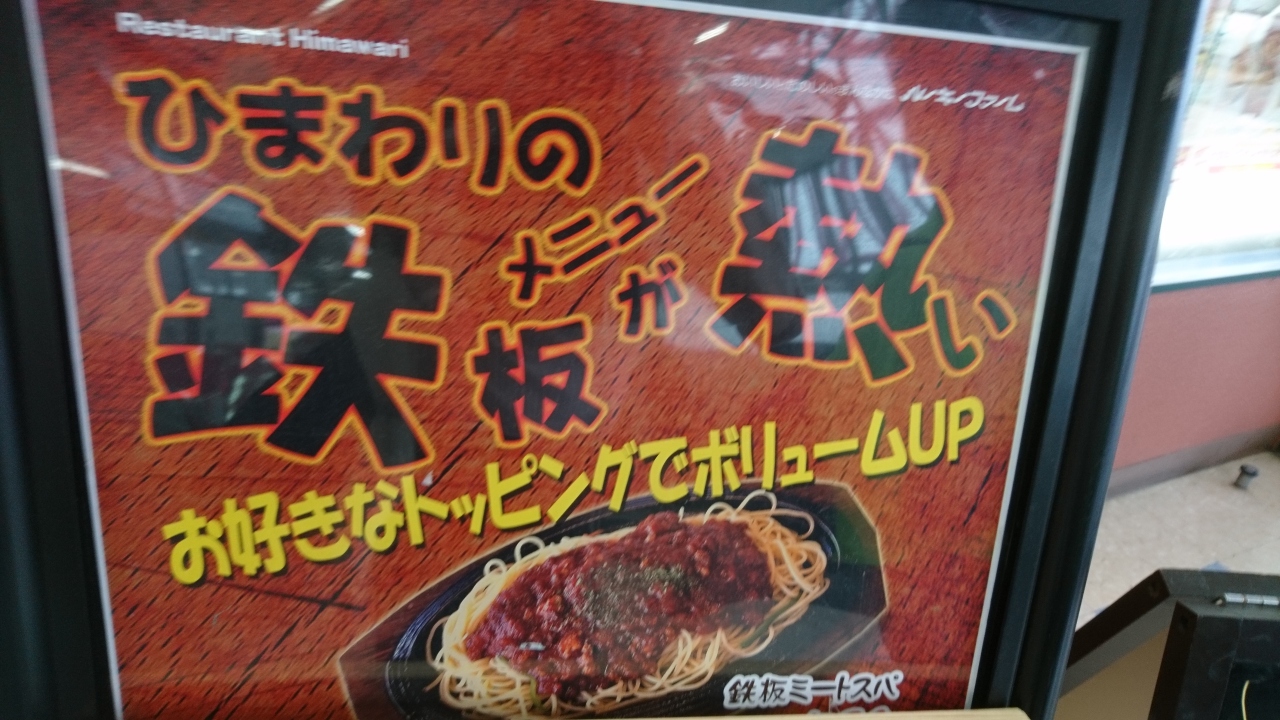 Restaurant Himawari
ひまわりの
鉄板メニューが熱い
お好きなトッピングでボリュームUP
鉄板ミートスパ